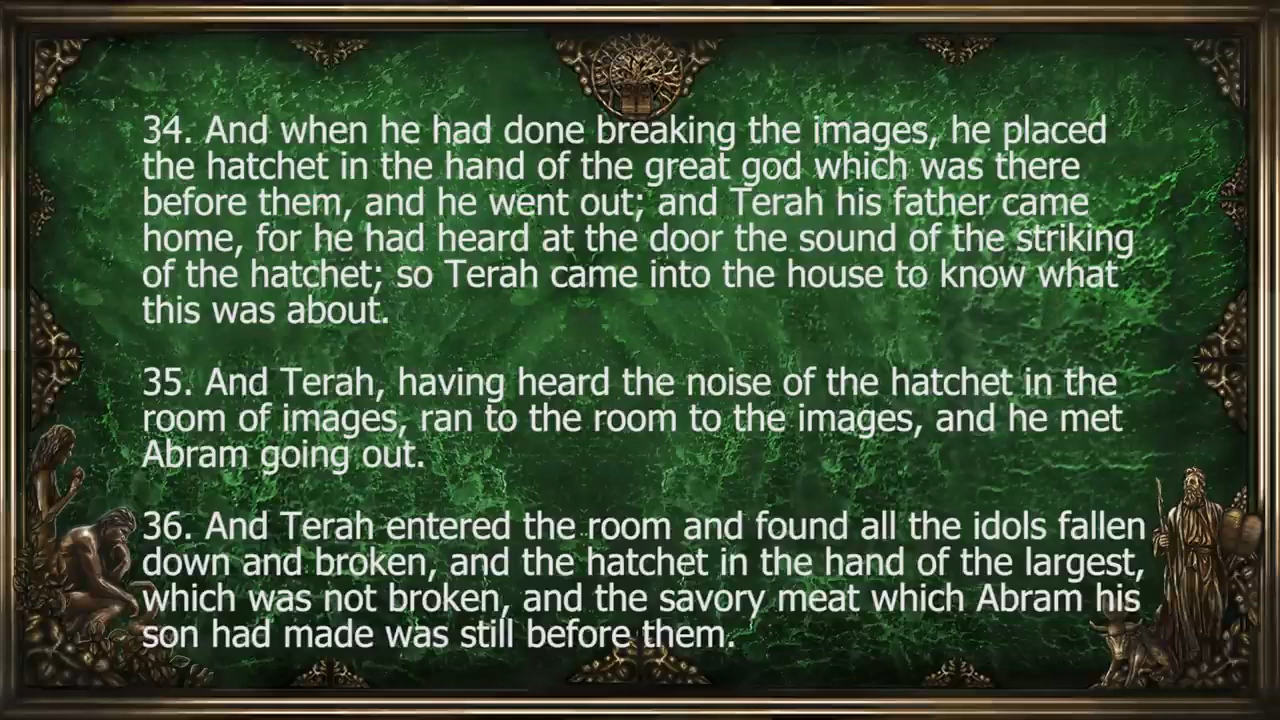 34. And when he had done breaking the images, he placed
the hatchet in the hand of the great god which was there
before them, and he went out; and Terah his father came
home, for he had heard at the door the sound of the striking
of the hatchet; so Terah came into the house to know what
this was about.
35. And Terah, having heard the noise of the hatchet in the
room of images, ran to the room to the images, and he met
Abram going out.
36. And Terah entered the room and found all the idols fallen
down and broken, and the hatchet in the hand of the largest,
which was not broken, and the savory meat which Abram his
son had made was still before them.